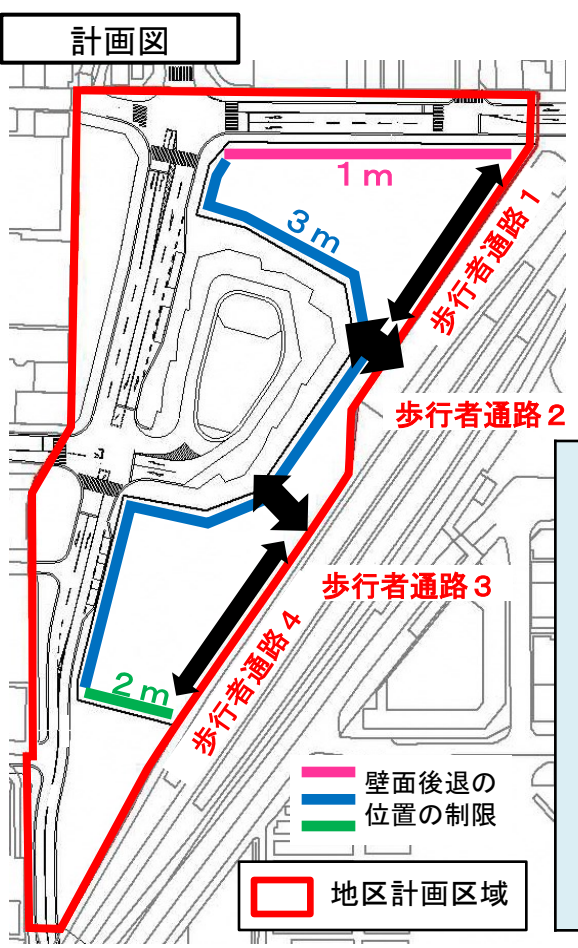 計画図
1m
3m
歩行者通路1
歩行者通路2
歩行者通路3
歩行者通路4
2m
壁面後退の
位置の制限
地区計画区域